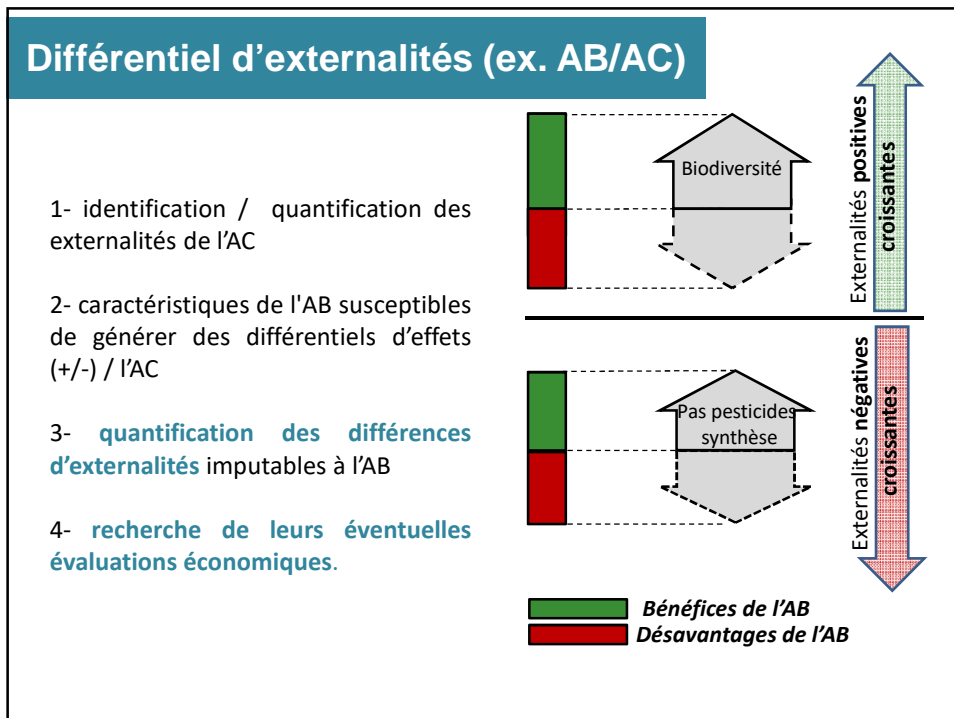 Différentiel d’externalités (ex. AB/AC)
1- identification / quantification des
externalités de l’AC
2- caractéristiques de l'AB susceptibles
de générer des différentiels d’effets
(+/-) / l’AC
3- quantification des différences
d’externalités imputables à l’AB
4- recherche de leurs éventuelles
évaluations économiques.
Biodiversité
Externalités positives
croissantes
Pas pesticides
synthèse
Externalités négatives
croissantes
Bénéfices de l’AB
Désavantages de l’AB